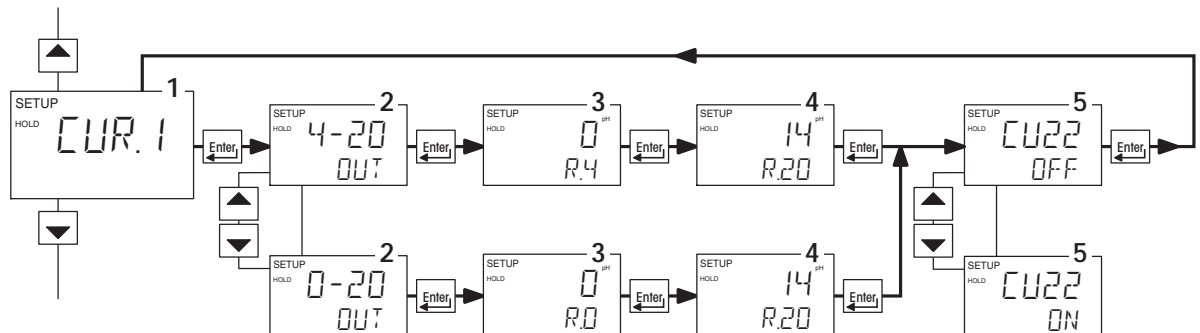 1
SETUP
HOLD
CUR. 1
Enter
2
SETUP
HOLD
4-20
OUT
Enter
3
SETUP
HOLD
pH
0
R.4
Enter
4
SETUP
HOLD
pH
14
R.20
Enter
5
SETUP
HOLD
CU22
OFF
Enter
2
SETUP
HOLD
0-20
OUT
Enter
3
SETUP
HOLD
pH
0
R.0
Enter
4
SETUP
HOLD
pH
14
R.20
Enter
5
SETUP
HOLD
CU22
ON